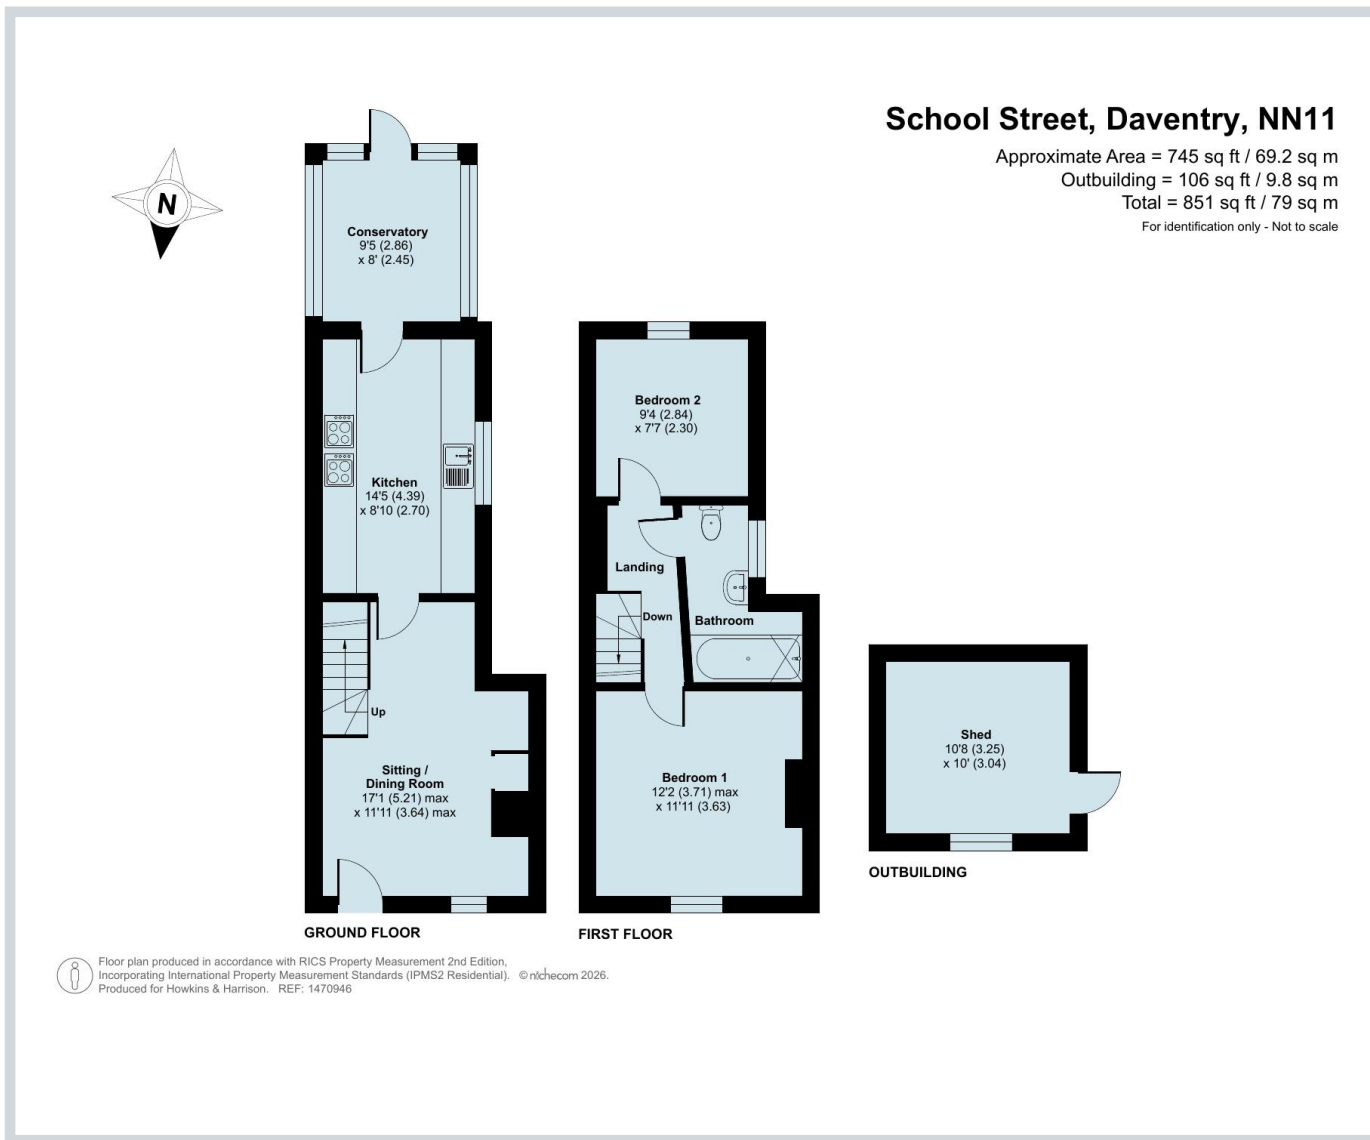 School Street, Daventry, NN11
Approximate Area = 745 sq ft / 69.2 sq m
Outbuilding = 106 sq ft / 9.8 sq m
Total = 851 sq ft / 79 sq m
For identification only - Not to scale
N
Conservatory
9'5 (2.86)
x 8' (2.45)
Kitchen
14'5 (4.39)
x 8'10 (2.70)
Up
Sitting /
Dining Room
17'1 (5.21) max
x 11'11 (3.64) max
GROUND FLOOR
Bedroom 2
9'4 (2.84)
x 7'7 (2.30)
Landing
Down
Bathroom
Bedroom 1
12'2 (3.71) max
x 11'11 (3.63)
FIRST FLOOR
Shed
10'8 (3.25)
x 10' (3.04)
OUTBUILDING
Floor plan produced in accordance with RICS Property Measurement 2nd Edition,
Incorporating International Property Measurement Standards (IPMS2 Residential). © nichecom 2026.
Produced for Howkins & Harrison. REF: 1470946